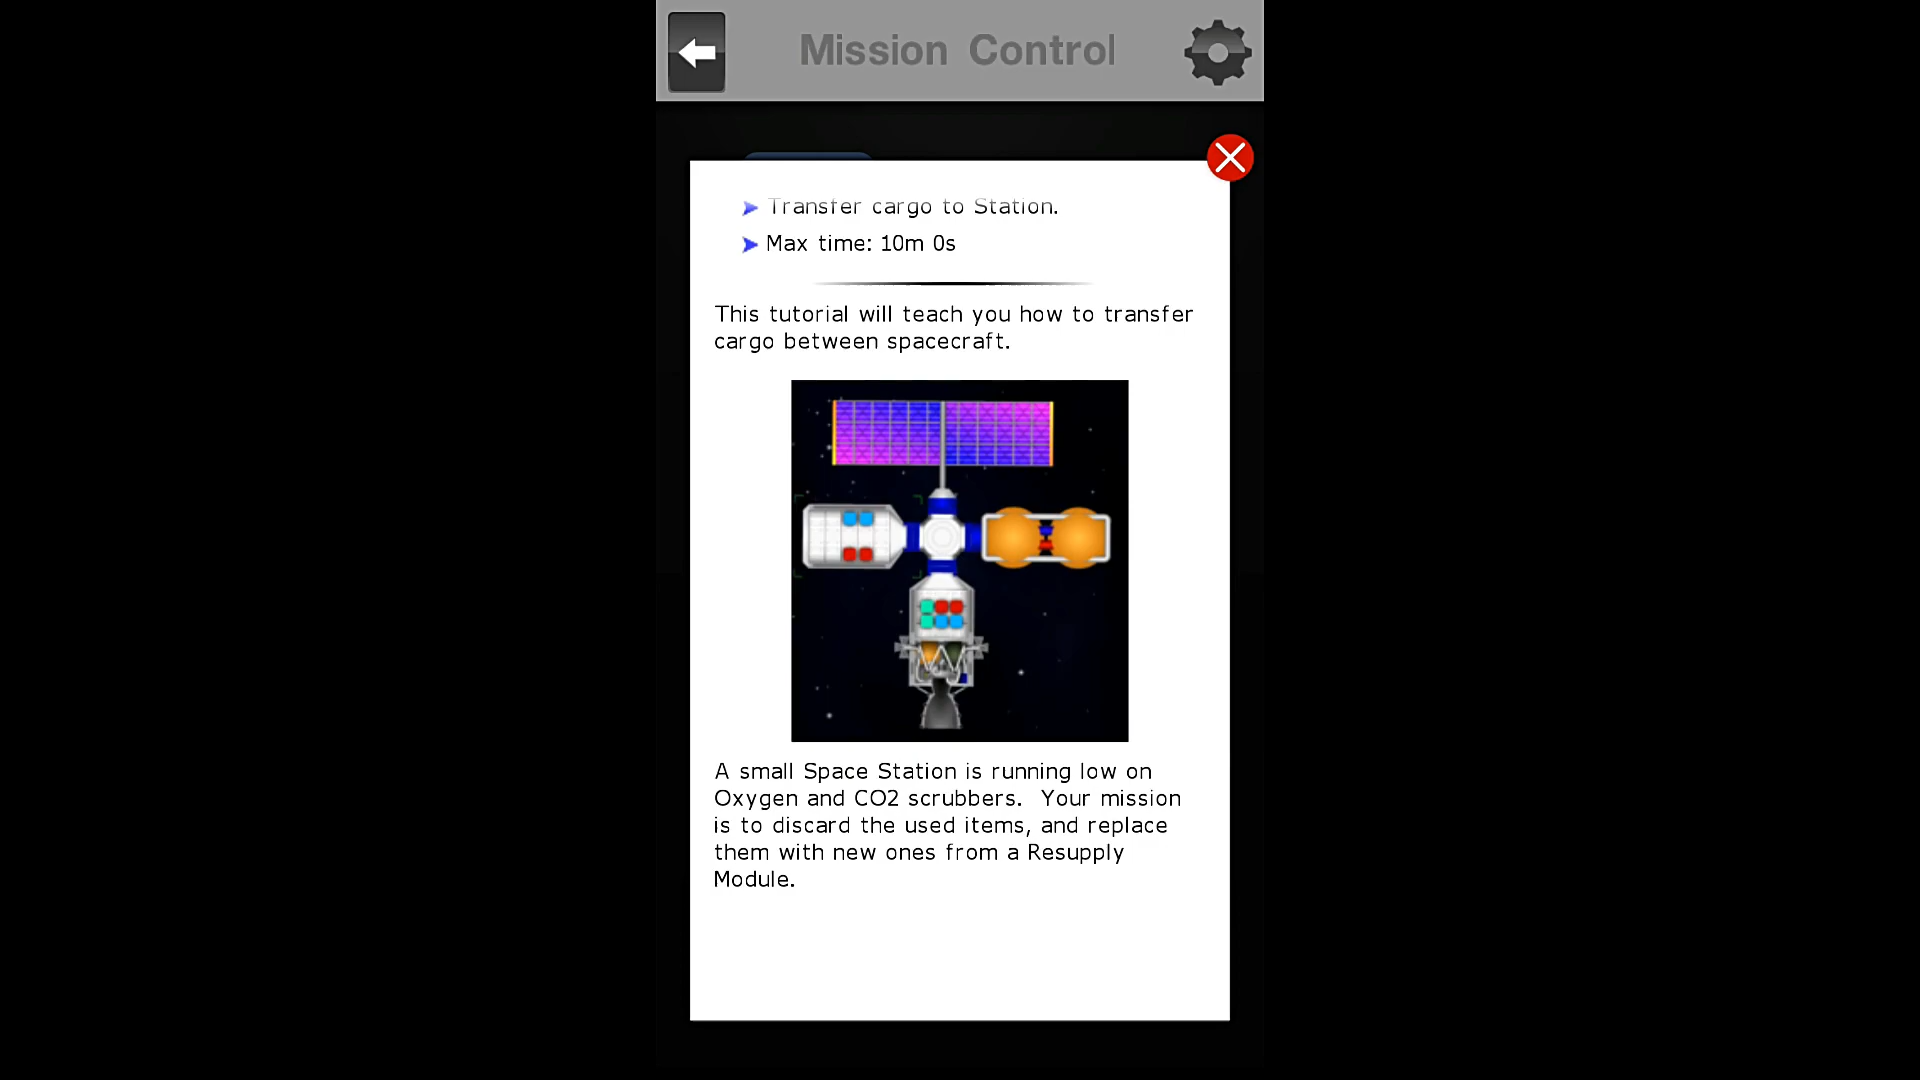 Mission Control
Transfer cargo to Station.
Max time: 10m 0s
This tutorial will teach you how to transfer
cargo between spacecraft.
A small Space Station is running low on
Oxygen and CO2 scrubbers.  Your mission
is to discard the used items, and replace
them with new ones from a Resupply
Module.